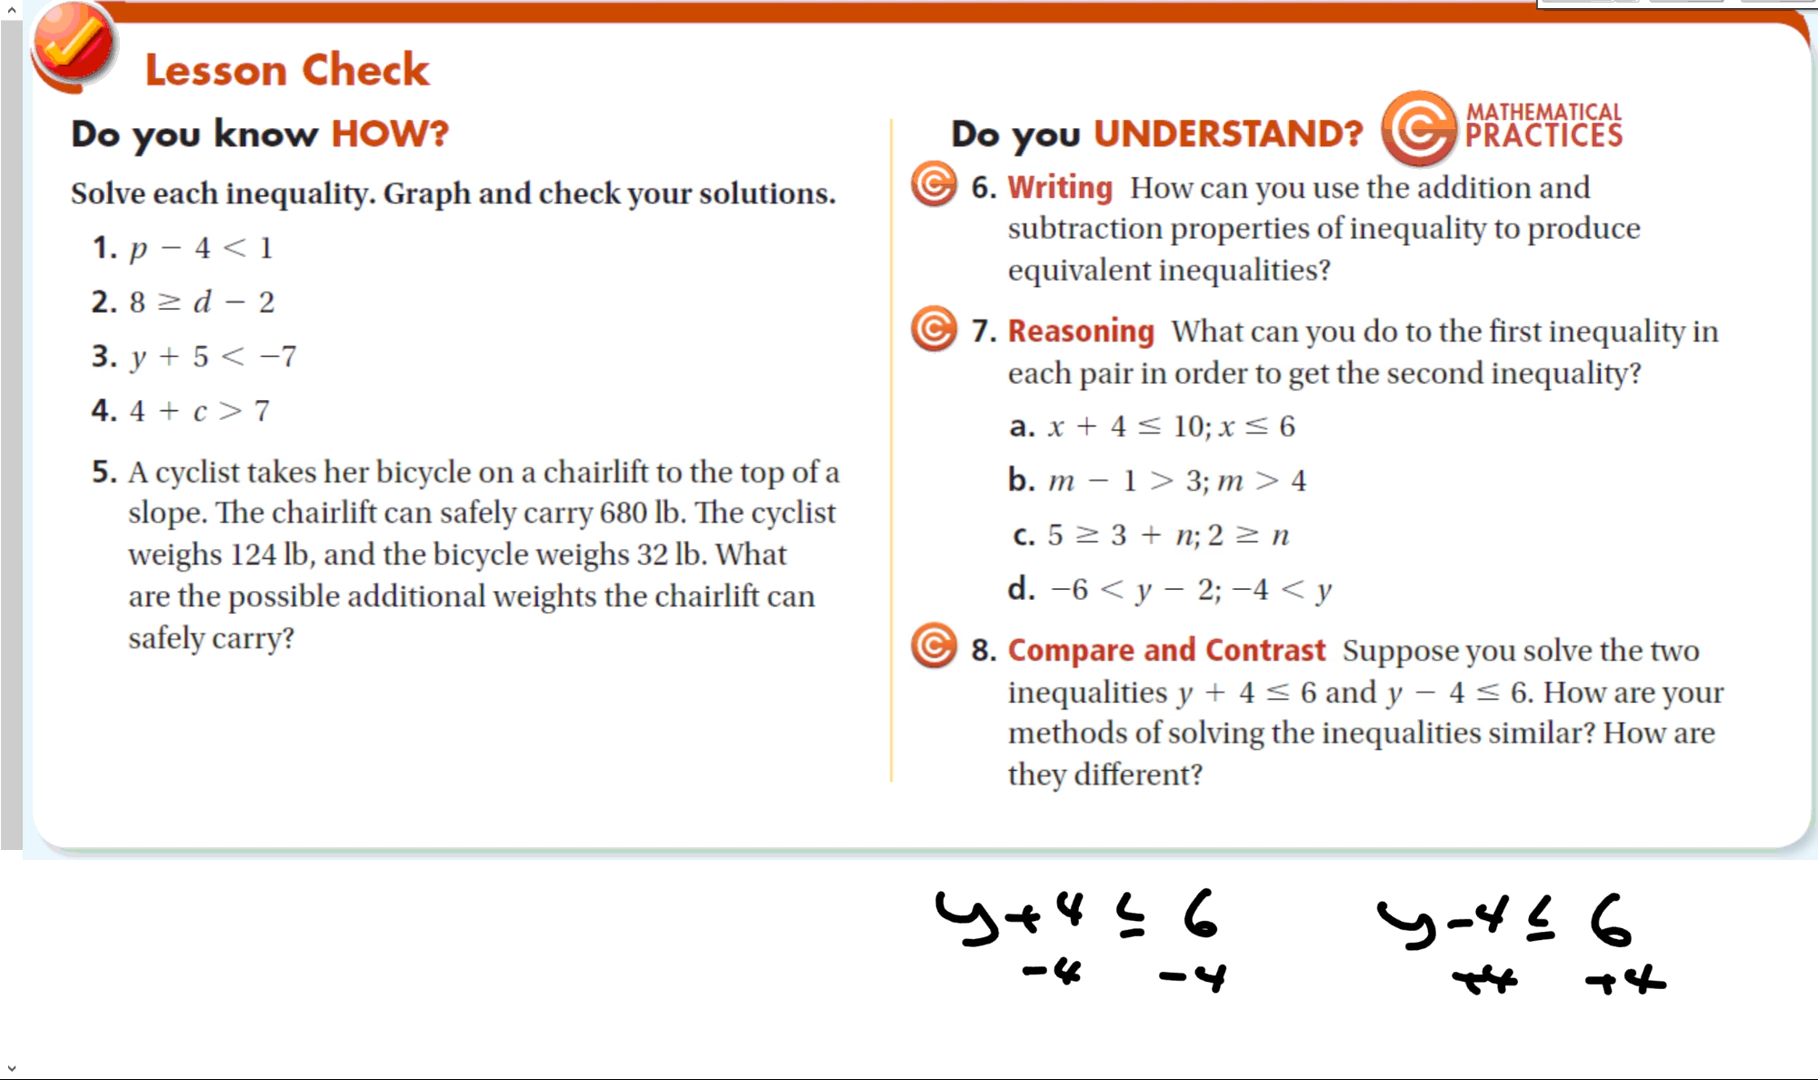 Lesson Check
Do you know HOW?
Solve each inequality. Graph and check your solutions.
1. p − 4 < 1
2. 8 ≥ d − 2
3. y + 5 < −7
4. 4 + c > 7
5. A cyclist takes her bicycle on a chairlift to the top of a
slope. The chairlift can safely carry 680 lb. The cyclist
weighs 124 lb, and the bicycle weighs 32 lb. What
are the possible additional weights the chairlift can
safely carry?
Do you UNDERSTAND?
MATHEMATICAL
PRACTICES
6. Writing How can you use the addition and
subtraction properties of inequality to produce
equivalent inequalities?
7. Reasoning What can you do to the first inequality in
each pair in order to get the second inequality?
a. x + 4 ≤ 10; x ≤ 6
b. m − 1 > 3; m > 4
c. 5 ≥ 3 + n; 2 ≥ n
d. −6 < y − 2; −4 < y
8. Compare and Contrast Suppose you solve the two
inequalities y + 4 ≤ 6 and y − 4 ≤ 6. How are your
methods of solving the inequalities similar? How are
they different?
y+4 ≤ 6
-4 -4
y-4 ≤ 6
+4 +4